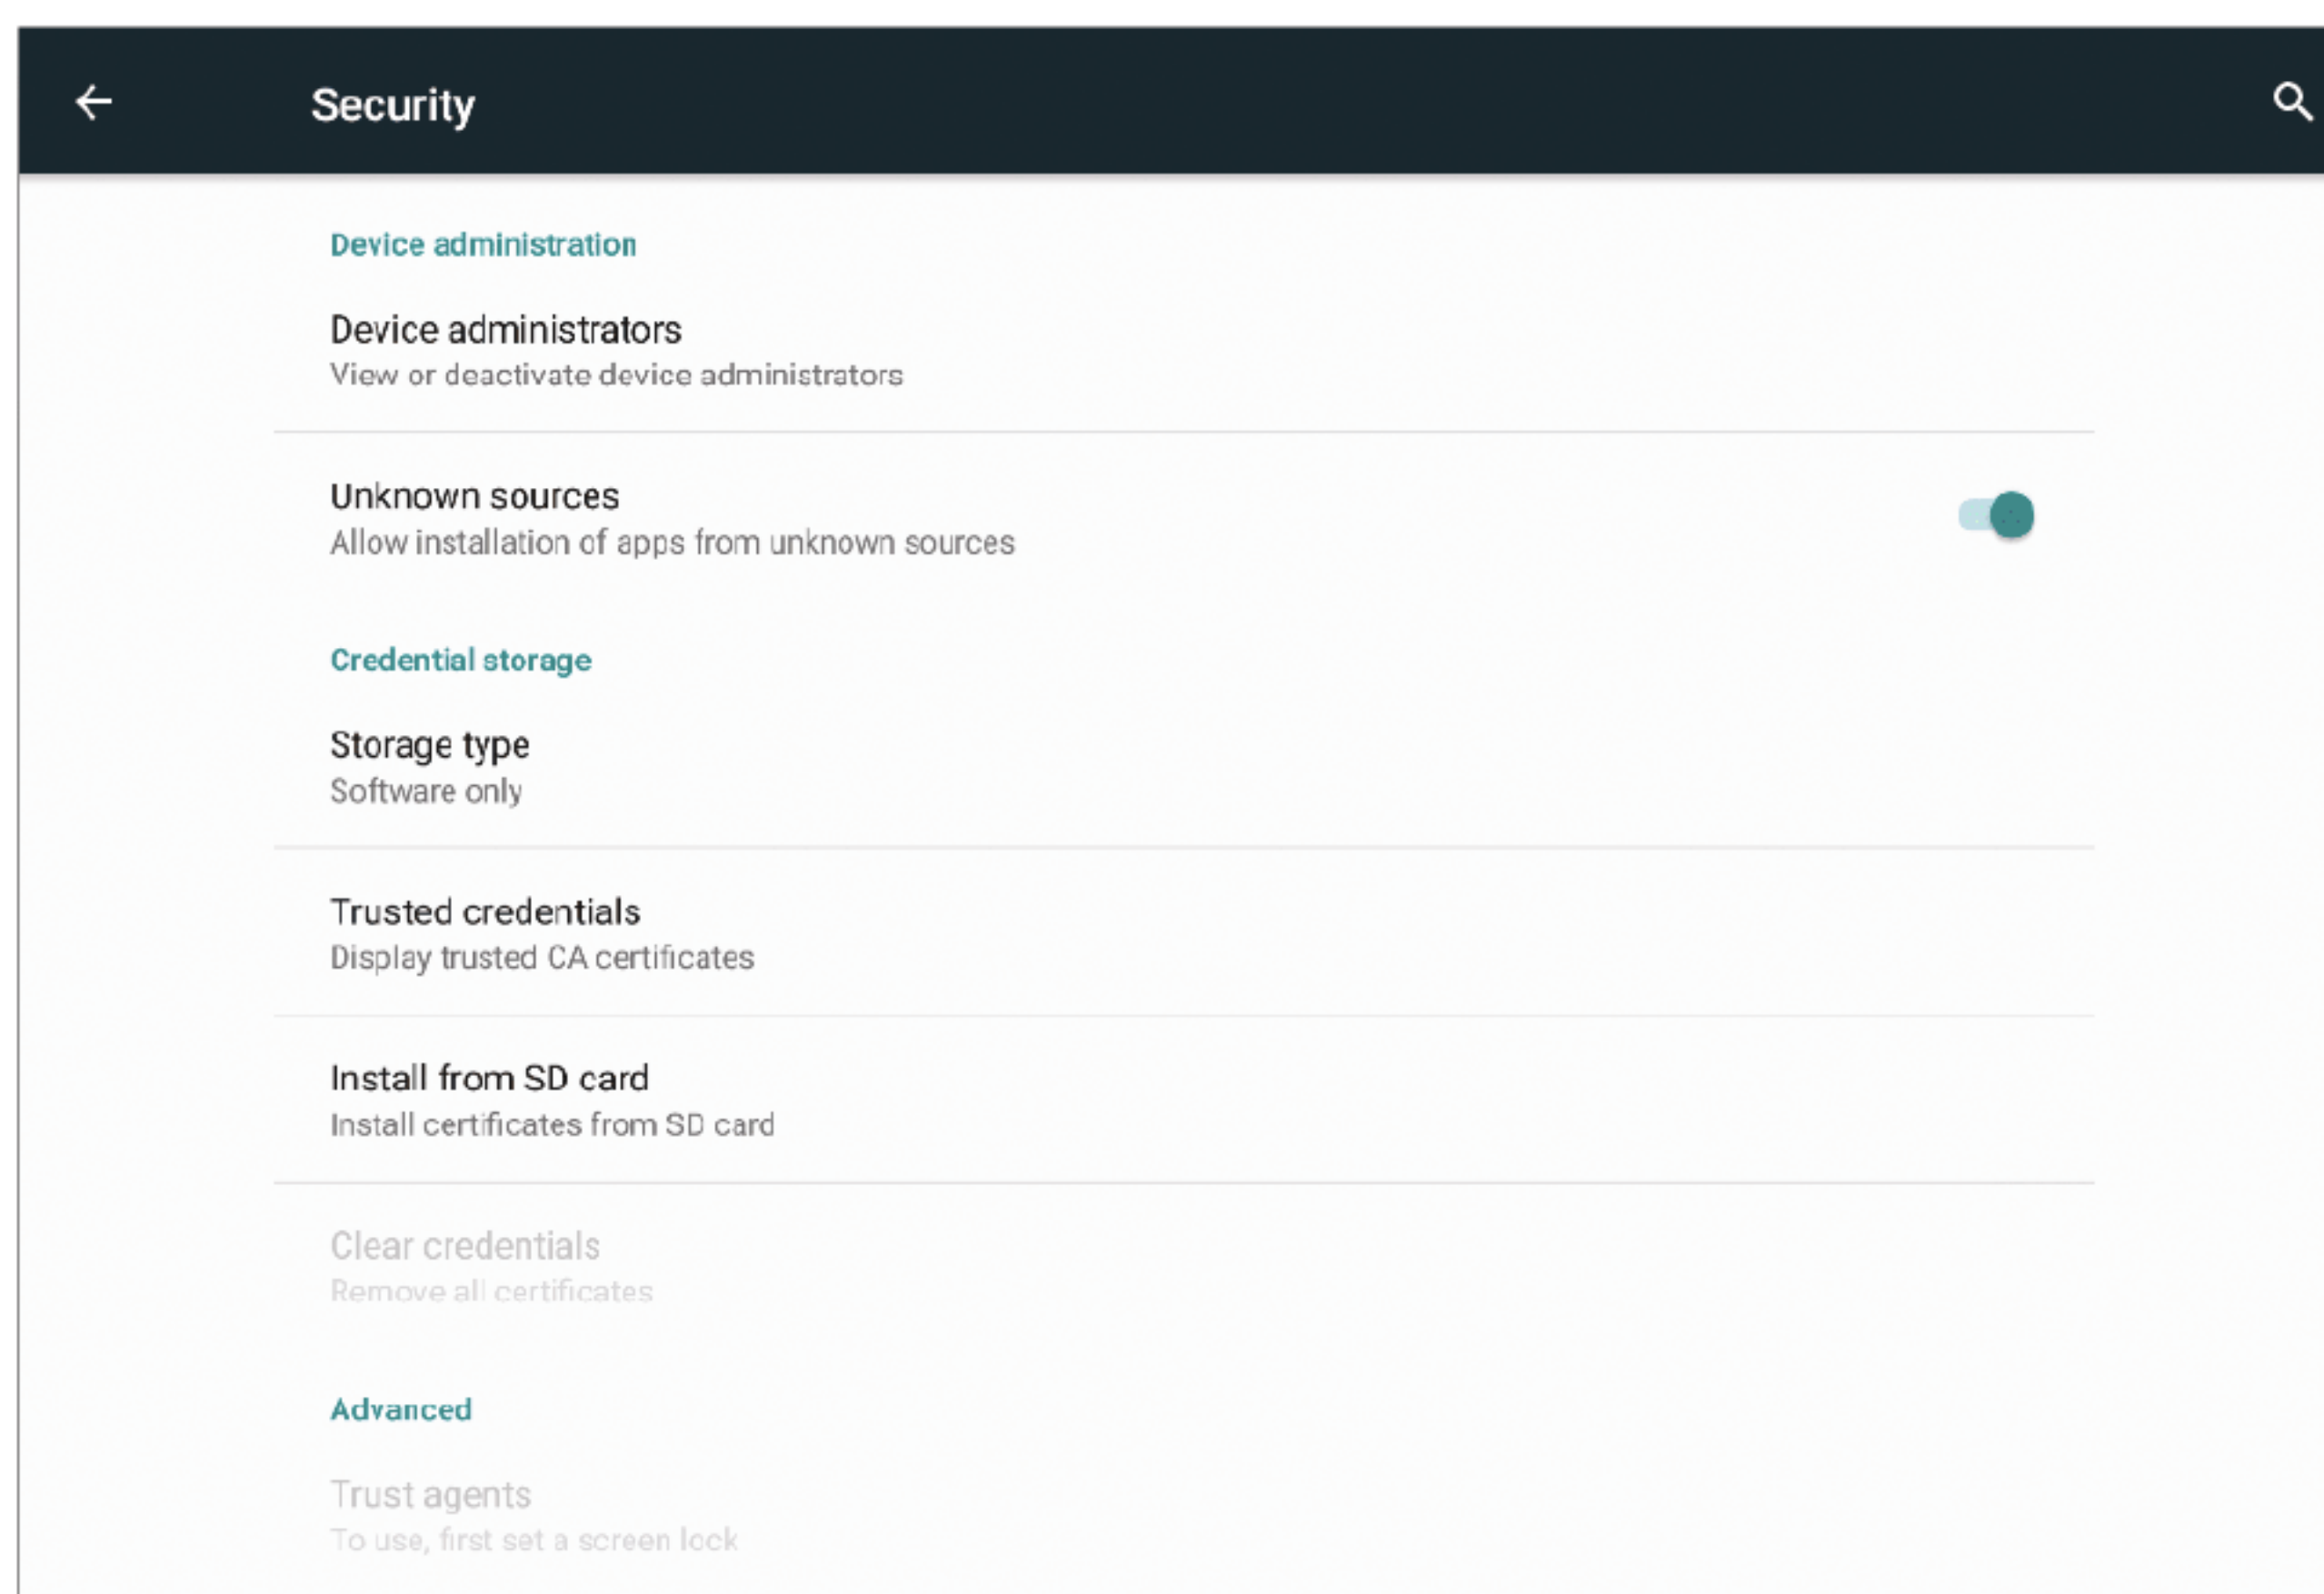 Security
Device administration
Device administrators
View or deactivate device administrators
Unknown sources
Allow installation of apps from unknown sources
Credential storage
Storage type
Software only
Trusted credentials
Display trusted CA certificates
Install from SD card
Install certificates from SD card
Clear credentials
Remove all certificates
Advanced
Trust agents
To use, first set a screen lock